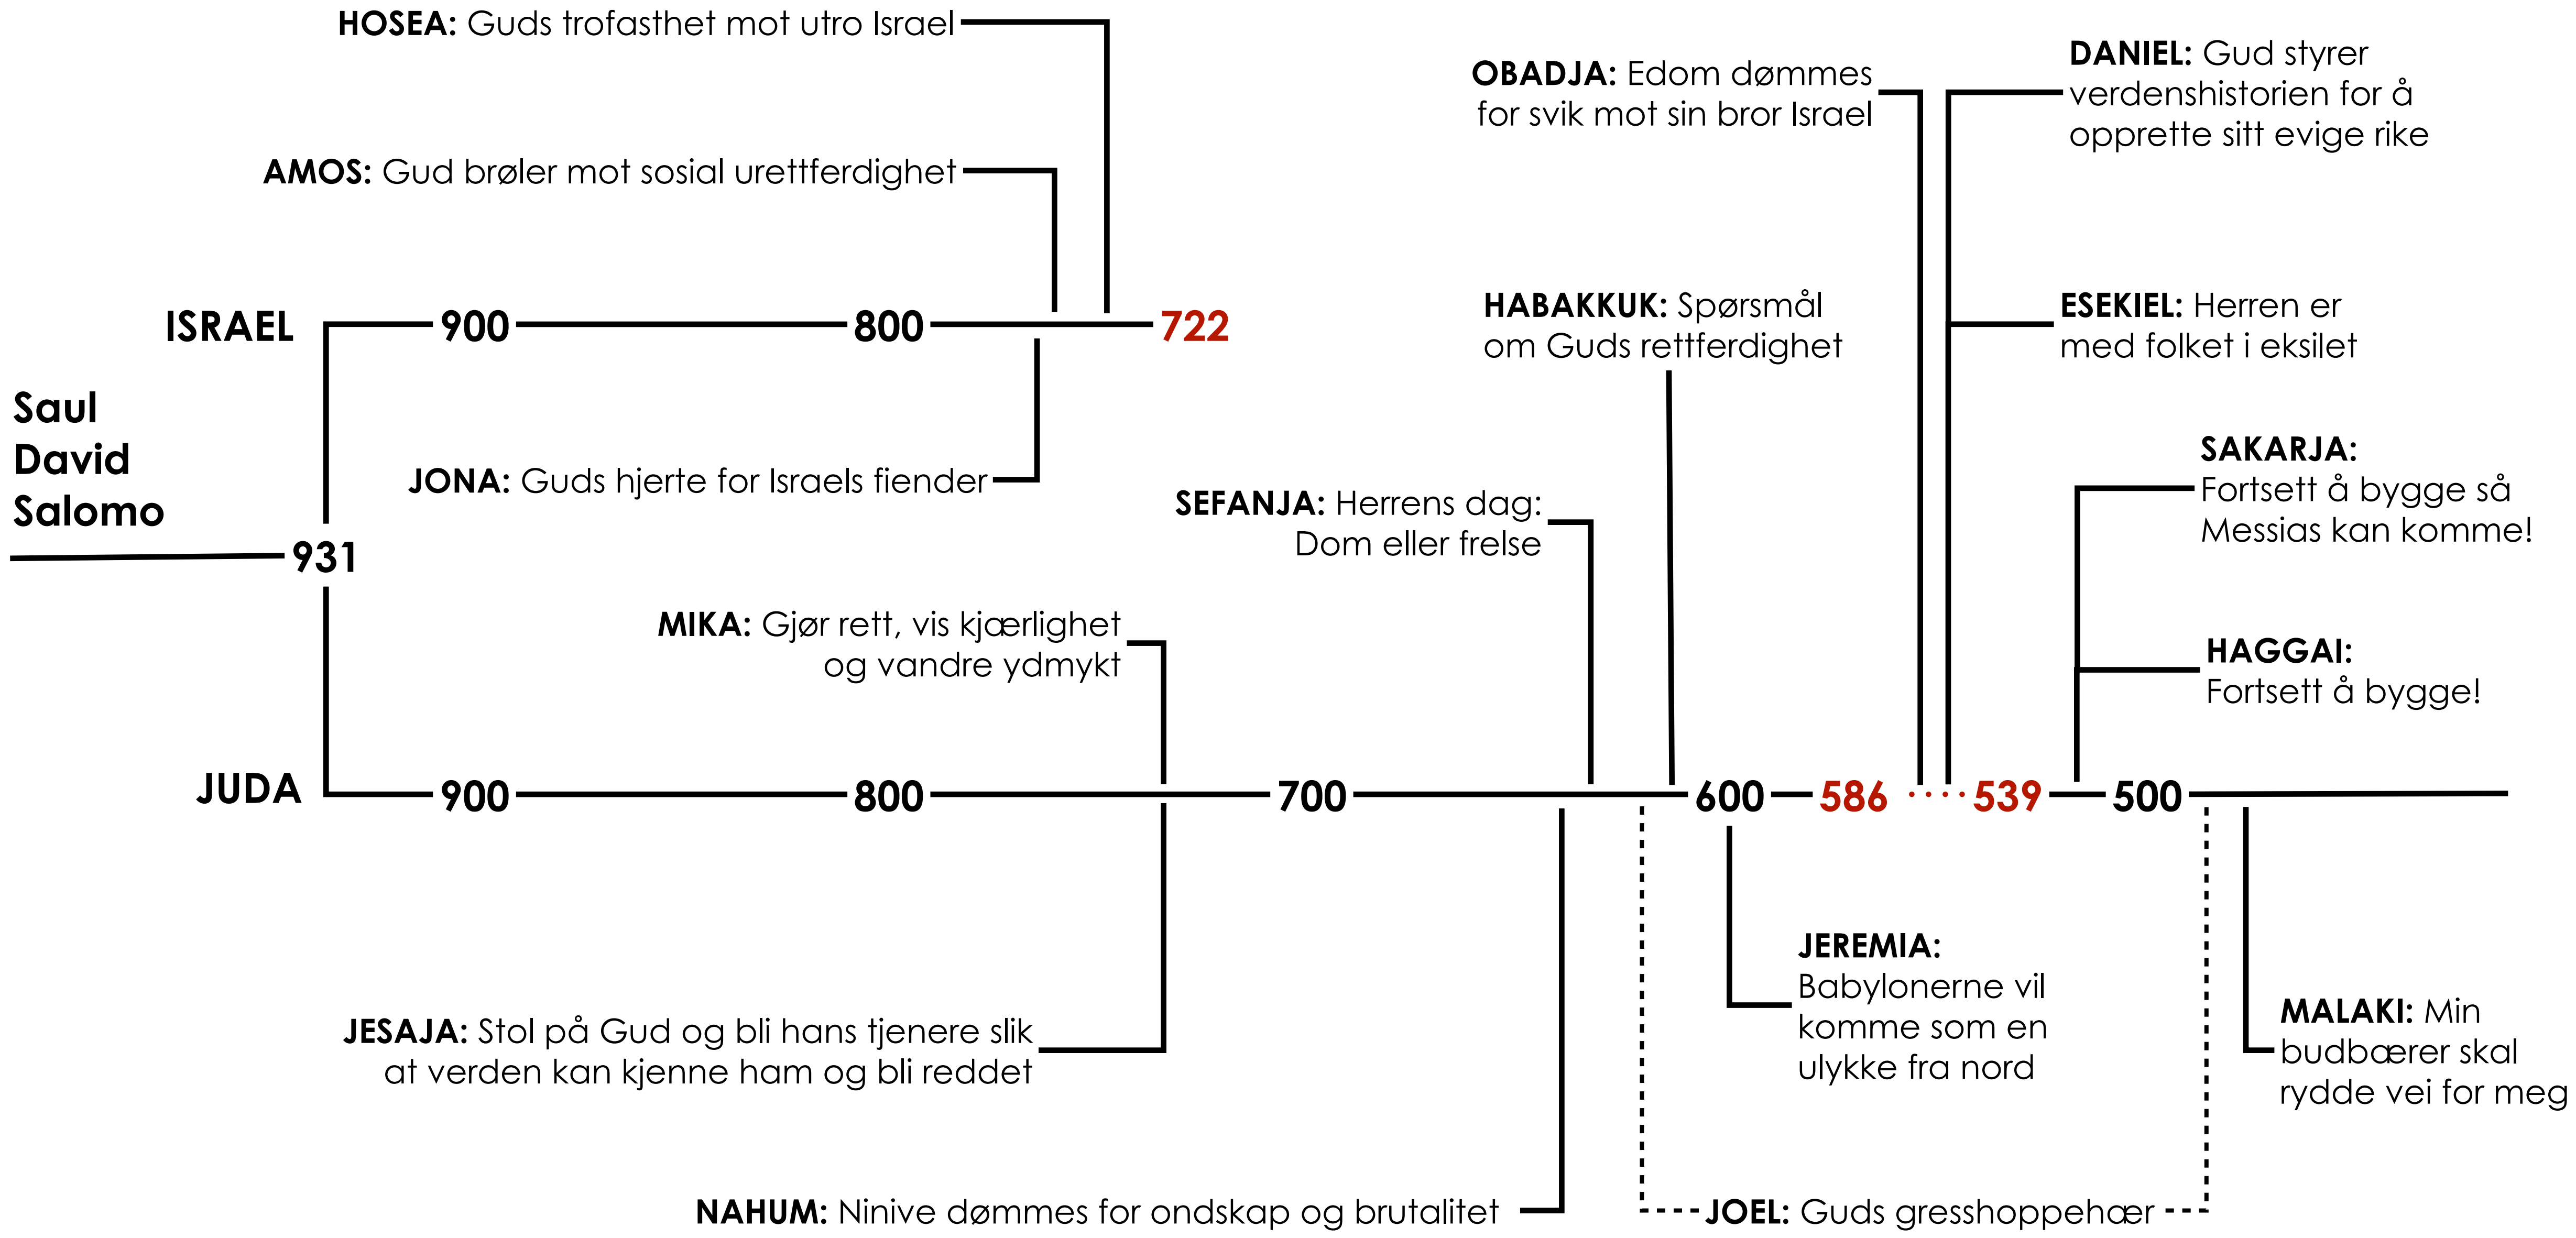 HOSEA: Guds trofasthet mot utro Israel
AMOS: Gud brøler mot sosial urettferdighet
OBADJA: Edom dømmes
for svik mot sin bror Israel
DANIEL: Gud styrer
verdenshistorien for å
opprette sitt evige rike
ISRAEL
900
800
722
HABAKKUK: Spørsmål
om Guds rettferdighet
ESEKIEL: Herren er
med folket i eksilet
Saul
David
Salomo
931
JONA: Guds hjerte for Israels fiender
SEFANJA: Herrens dag:
Dom eller frelse
SAKARJA:
Fortsett å bygge så
Messias kan komme!
MIKA: Gjør rett, vis kjærlighet
og vandre ydmykt
HAGGAI:
Fortsett å bygge!
JUDA
900
800
700
600
586
539
500
JESAJA: Stol på Gud og bli hans tjenere slik
at verden kan kjenne ham og bli reddet
JEREMIA:
Babylonerne vil
komme som en
ulykke fra nord
MALAKI: Min
budbærer skal
rydde vei for meg
NAHUM: Ninive dømmes for ondskap og brutalitet
JOEL: Guds gresshoppehær